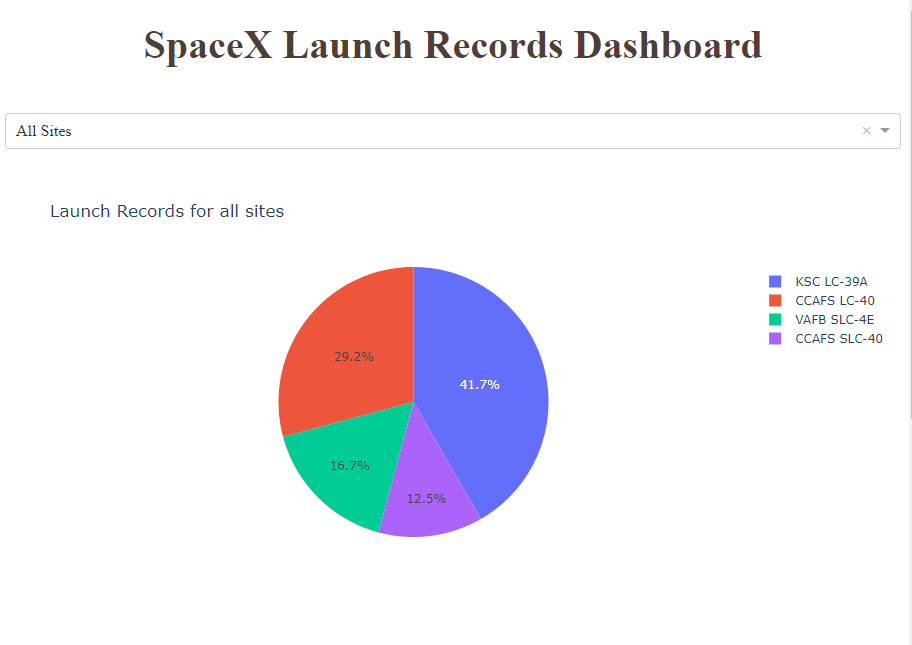 SpaceX Launch Records Dashboard
All Sites
Launch Records for all sites
KSC LC-39A
CCAFS LC-40
VAFB SLC-4E
CCAFS SLC-40
29.2%
41.7%
16.7%
12.5%